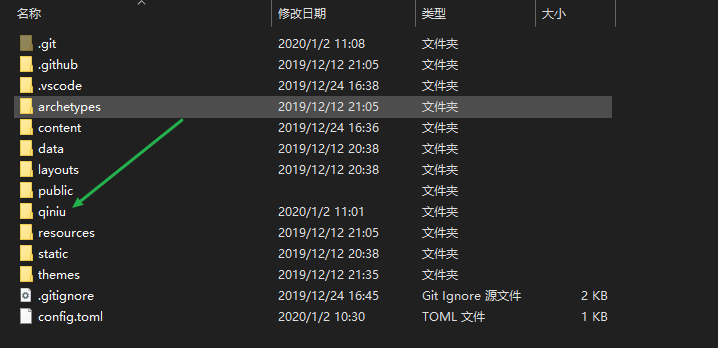 名称 修改日期 类型 大小
.git 2020/1/2 11:08 文件夹
.github 2019/12/12 21:05 文件夹
.vscode 2019/12/24 16:38 文件夹
archetypes 2019/12/12 21:05 文件夹
content 2019/12/24 16:36 文件夹
data 2019/12/12 20:38 文件夹
layouts 2019/12/12 20:38 文件夹
public 文件夹
qiniu 2020/1/2 11:01 文件夹
resources 2019/12/12 21:05 文件夹
static 2019/12/12 20:38 文件夹
themes 2019/12/12 21:35 文件夹
.gitignore 2019/12/24 16:45 Git Ignore 源文件 2 KB
config.toml 2020/1/2 10:30 TOML 文件 1 KB